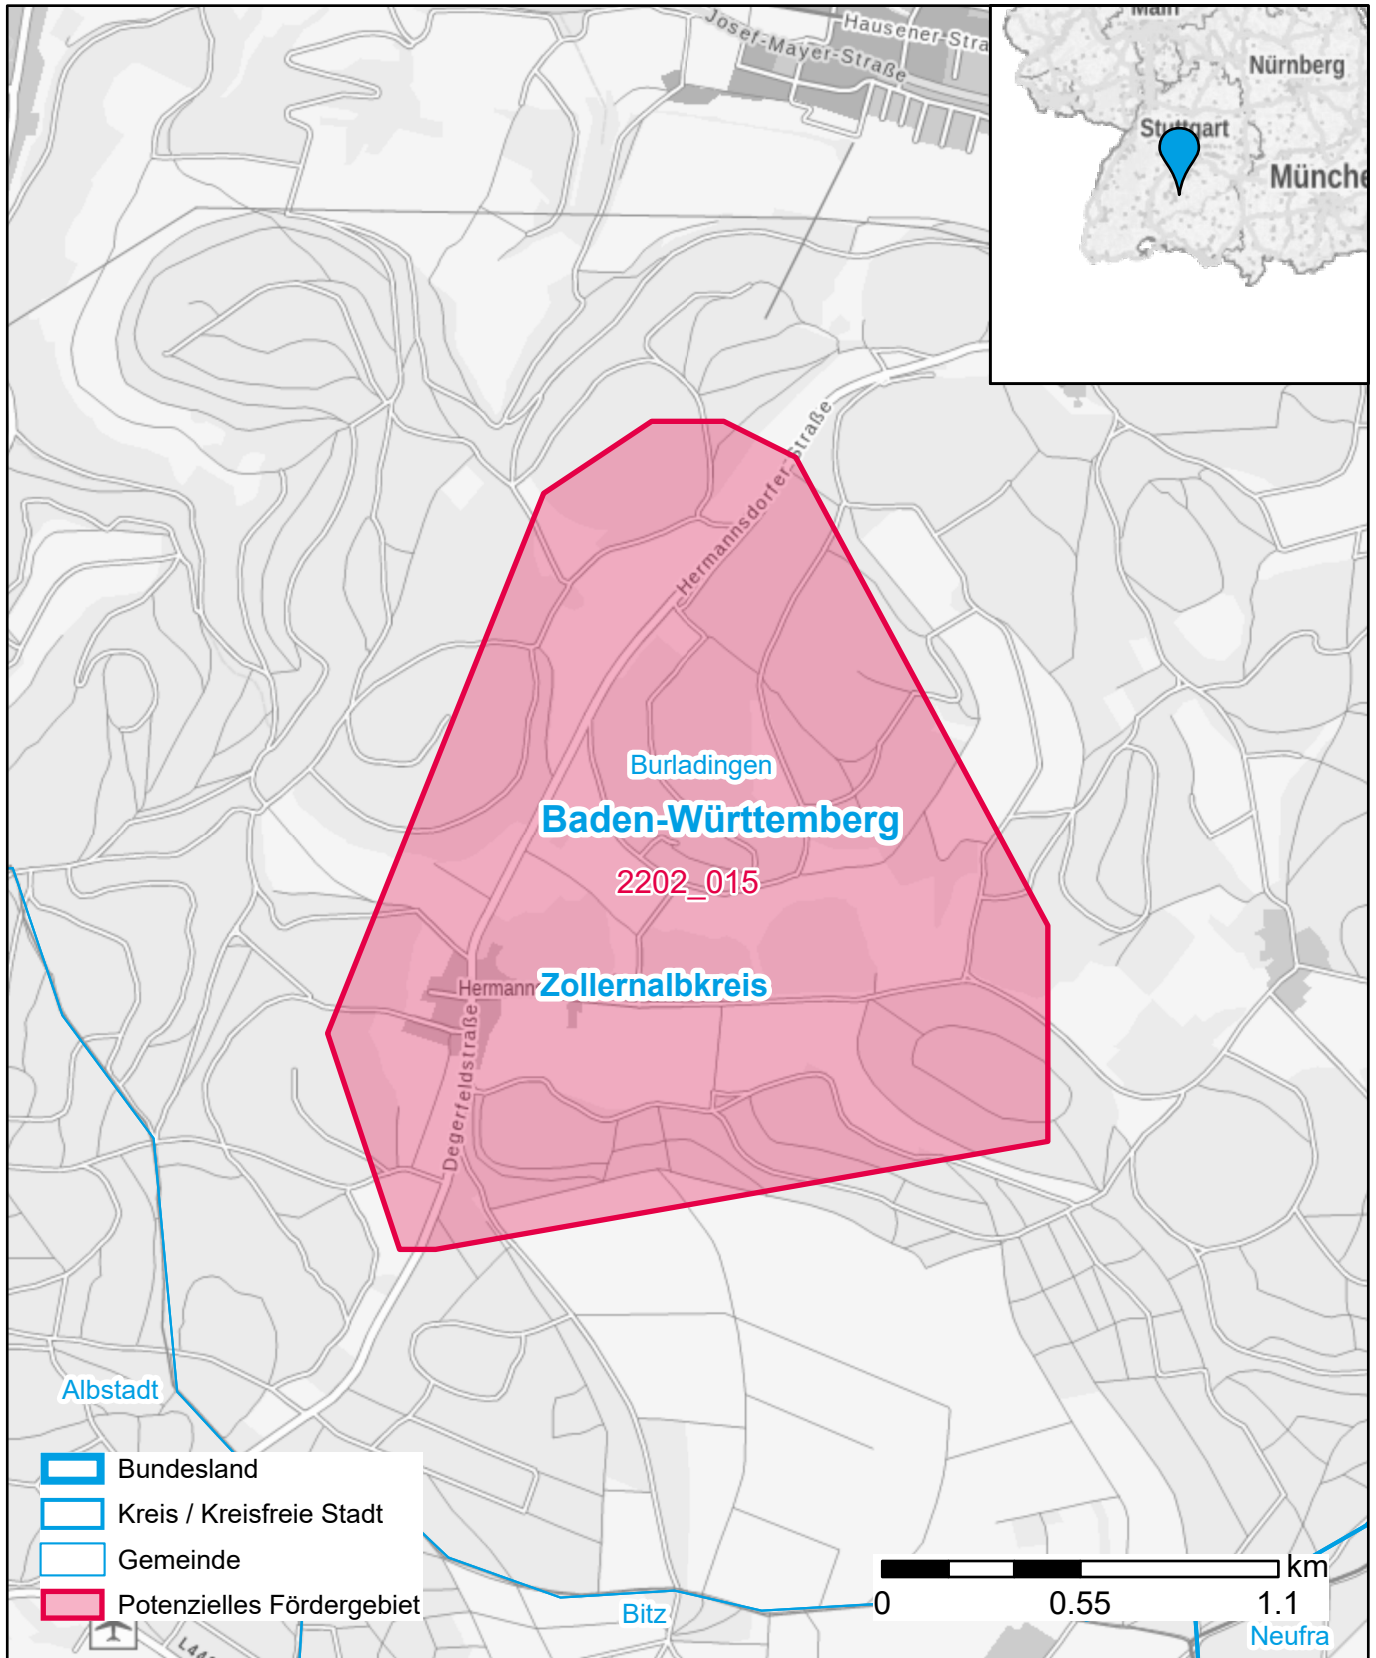 Josef-Mayer-Straße
Hausener Stra
Main
Nürnberg
Stuttgart
Münche
Hermannsdorfer-Straße
Burladingen
Baden-Württemberg
2202_015
Hermann
Zollernalbkreis
Degerfeldstraße
Albstadt
Bundesland
Kreis / Kreisfreie Stadt
Gemeinde
Potenzielles Fördergebiet
km
0 0.55 1.1
Bitz
Neufra